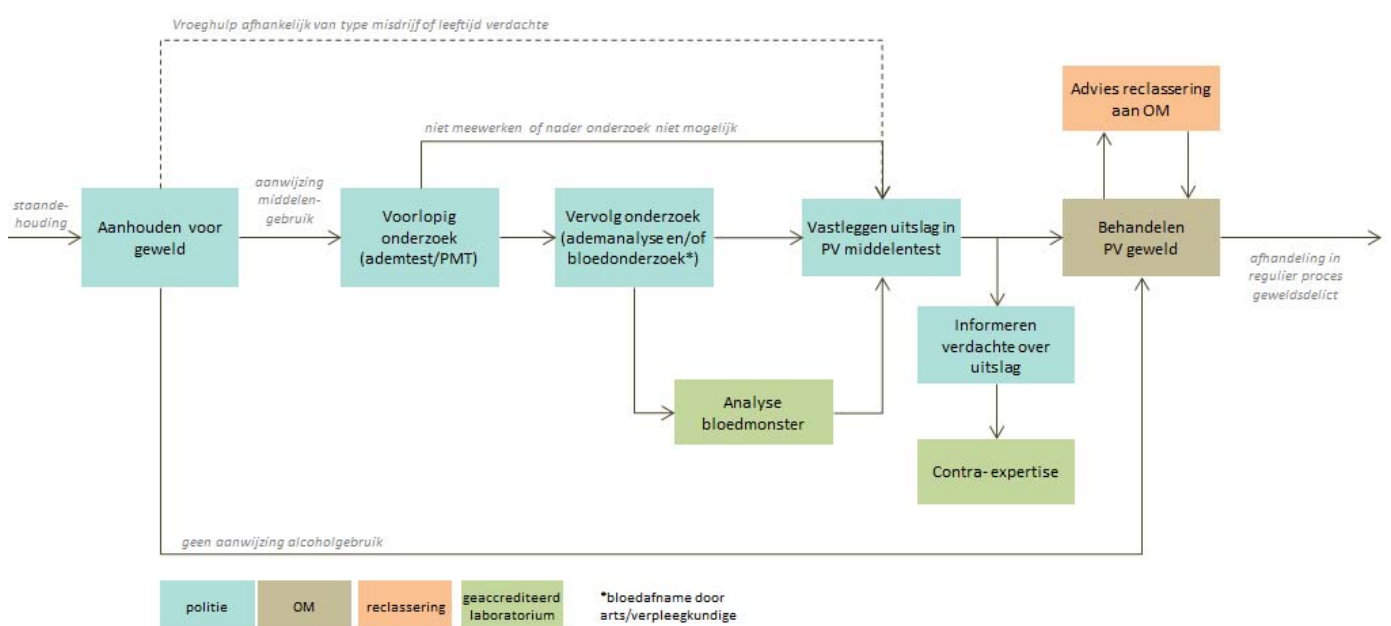 Vroeghulp afhankelijk van type misdrijf of leeftijd verdachte
niet meewerken of nader onderzoek niet mogelijk
staande-
houding
Aanhouden voor
geweld
aanwijzing
middelen-
gebruik
Voorlopig
onderzoek
(ademtest/PMT)
Vervolg onderzoek
(ademanalyse en/of
bloedonderzoek*)
Vastleggen uitslag in
PV middelentest
Advies reclassering
aan OM
Behandelen
PV geweld
afhandeling in
regulier proces
geweldsdelict
Informeren
verdachte over
uitslag
Analyse
bloedmonster
Contra-expertise
geen aanwijzing alcoholgebruik
politie
OM
reclassering
geaccrediteerd
laboratorium
*bloedafname door
arts/verpleegkundige